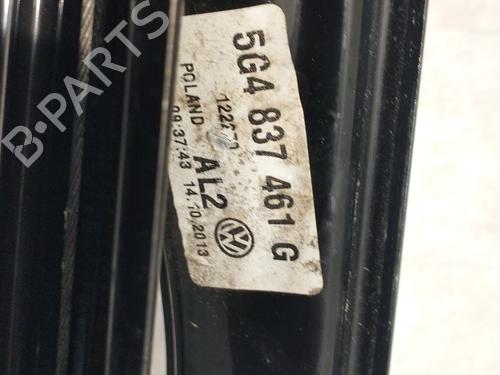 5G4 837 461 G
AL2
POLAND
14.10.2013
B-PARTS